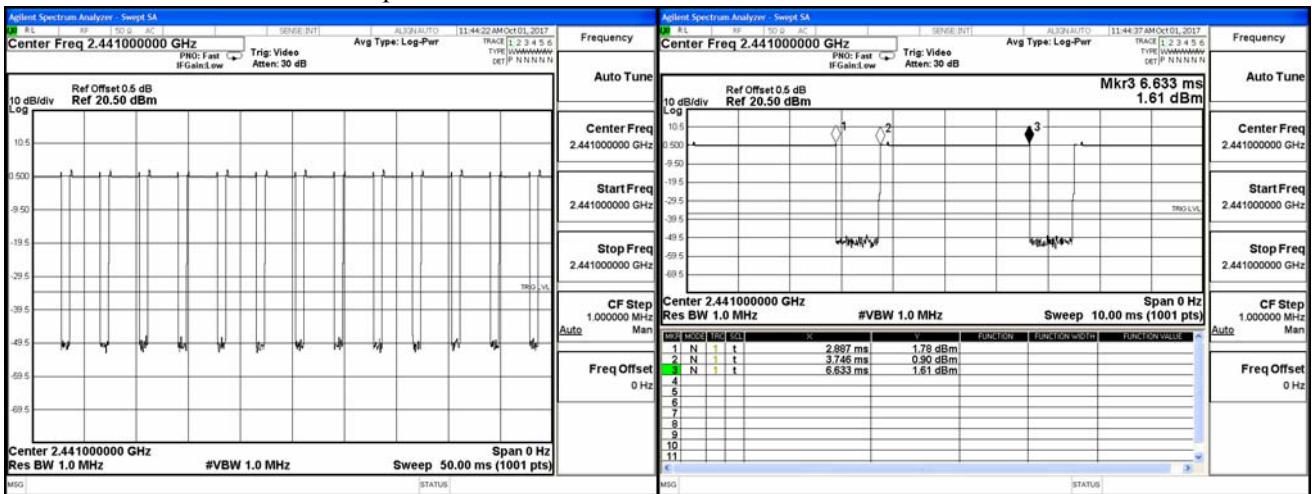 Agilent Spectrum Analyzer - Swept SA
RL RF 50 Ω AC SENSE:INT ALIGN AUTO 11:44:22 AM Oct 01, 2017
Center Freq 2.441000000 GHz
PNO: Fast
IFGain:Low
Trig: Video
Atten: 30 dB
Avg Type: Log-Pwr
TRACE 1 2 3 4 5 6
TYPE
DET P N N N N N
Ref Offset 0.5 dB
10 dB/div Ref 20.50 dBm
Log
10.5
0.500
-9.50
-19.5
-29.5
TRIG LVL
-39.5
-49.5
-59.5
-69.5
Center 2.441000000 GHz Span 0 Hz
Res BW 1.0 MHz #VBW 1.0 MHz Sweep 50.00 ms (1001 pts)
MSG STATUS
Frequency
Auto Tune
Center Freq
2.441000000 GHz
Start Freq
2.441000000 GHz
Stop Freq
2.441000000 GHz
CF Step
1.000000 MHz
Auto Man
Freq Offset
0 Hz
Agilent Spectrum Analyzer - Swept SA
RL RF 50 Ω AC SENSE:INT ALIGN AUTO 11:44:37 AM Oct 01, 2017
Center Freq 2.441000000 GHz
PNO: Fast
IFGain:Low
Trig: Video
Atten: 30 dB
Avg Type: Log-Pwr
TRACE 1 2 3 4 5 6
TYPE
DET P N N N N N
Mkr3 6.633 ms
1.61 dBm
Ref Offset 0.5 dB
10 dB/div Ref 20.50 dBm
Log
1 2 3
10.5
0.500
-9.50
-19.5
-29.5
TRIG LVL
-39.5
-49.5
-59.5
-69.5
Center 2.441000000 GHz Span 0 Hz
Res BW 1.0 MHz #VBW 1.0 MHz Sweep 10.00 ms (1001 pts)
MKR MODE TRC SCL X Y FUNCTION FUNCTION WIDTH FUNCTION VALUE
1 N 1 t 2.887 ms 1.78 dBm
2 N 1 t 3.746 ms 0.90 dBm
3 N 1 t 6.633 ms 1.61 dBm
4
5
6
7
8
9
10
11
MSG STATUS
Frequency
Auto Tune
Center Freq
2.441000000 GHz
Start Freq
2.441000000 GHz
Stop Freq
2.441000000 GHz
CF Step
1.000000 MHz
Auto Man
Freq Offset
0 Hz